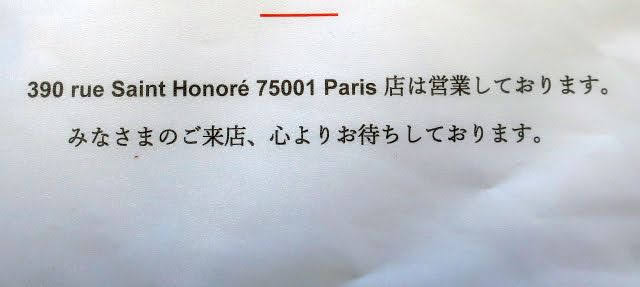 390 rue Saint Honoré 75001 Paris 店は営業しております。
みなさまのご来店、心よりお待ちしております。